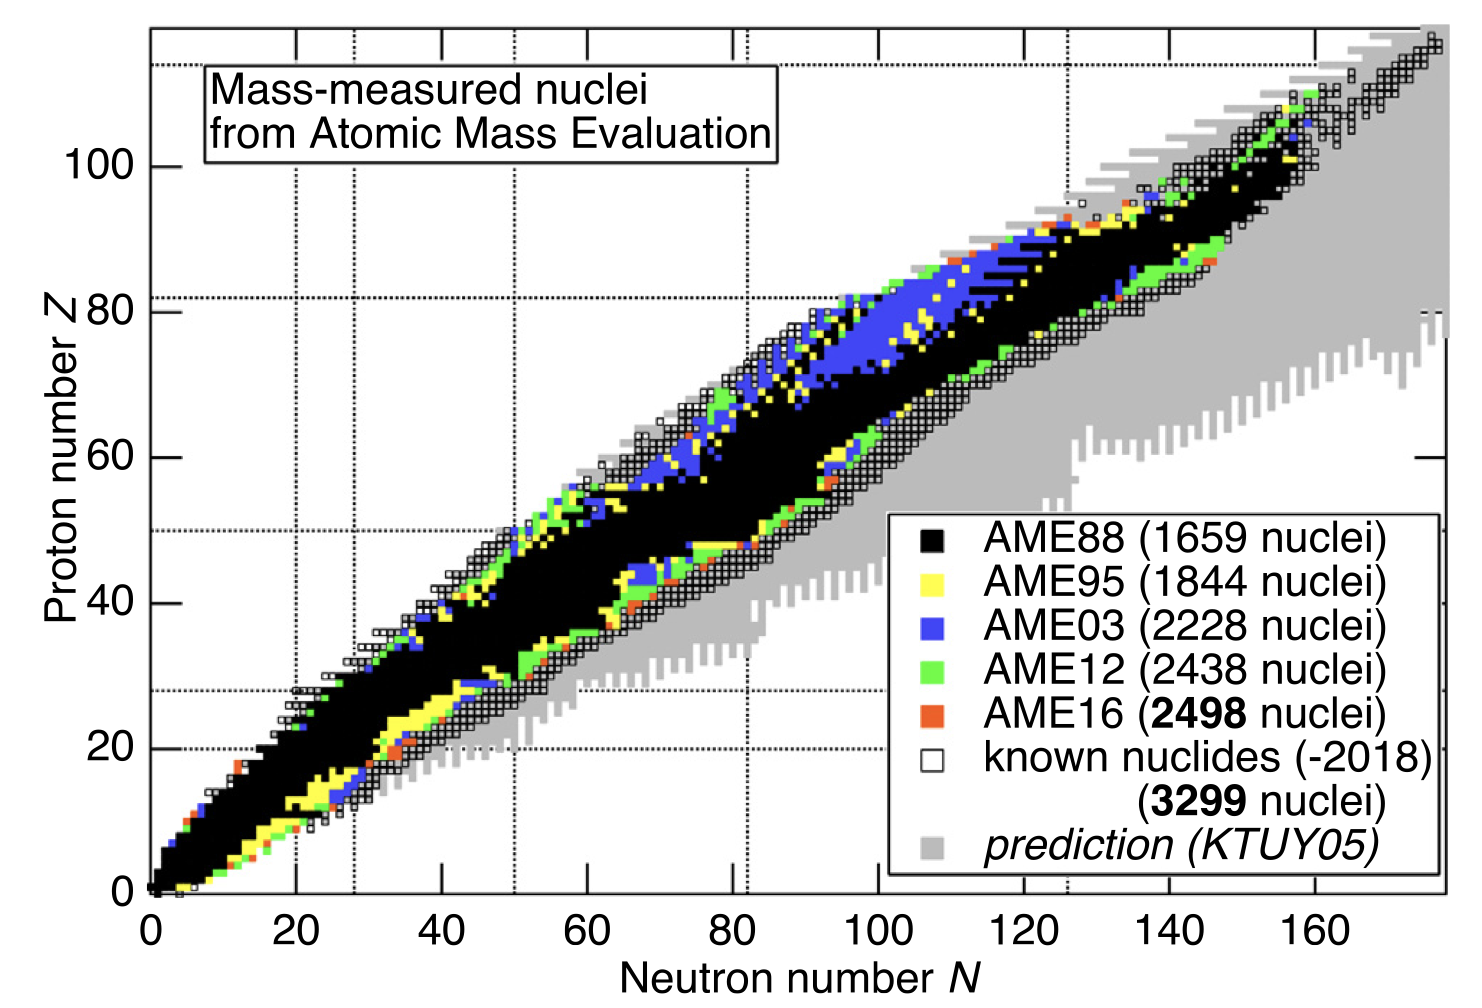 Mass-measured nuclei
from Atomic Mass Evaluation
Proton number Z
100
80
60
40
20
0
AME88 (1659 nuclei)
AME95 (1844 nuclei)
AME03 (2228 nuclei)
AME12 (2438 nuclei)
AME16 (2498 nuclei)
known nuclides (-2018)
(3299 nuclei)
prediction (KTUY05)
0 20 40 60 80 100 120 140 160
Neutron number N